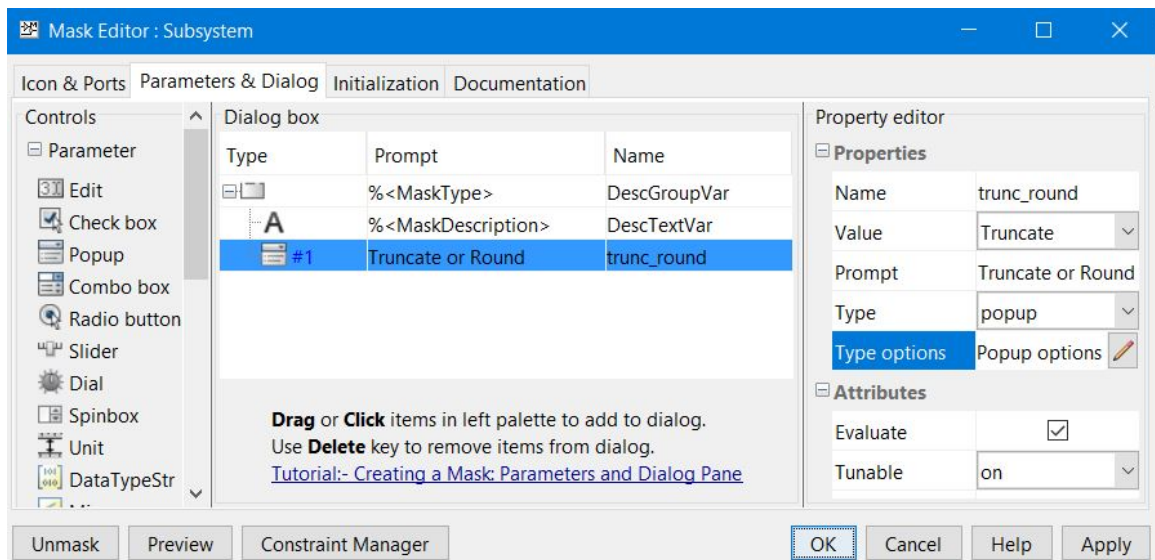 Mask Editor : Subsystem
Icon & Ports Parameters & Dialog Initialization Documentation
Controls
Parameter
Edit
Check box
Popup
Combo box
Radio button
Slider
Dial
Spinbox
Unit
DataTypeStr
Dialog box
Type Prompt Name
%<MaskType> DescGroupVar
A %<MaskDescription> DescTextVar
#1 Truncate or Round trunc_round
Drag or Click items in left palette to add to dialog.
Use Delete key to remove items from dialog.
Tutorial:- Creating a Mask: Parameters and Dialog Pane
Property editor
Properties
Name trunc_round
Value Truncate
Prompt Truncate or Round
Type popup
Type options Popup options
Attributes
Evaluate
Tunable on
Unmask Preview Constraint Manager OK Cancel Help Apply